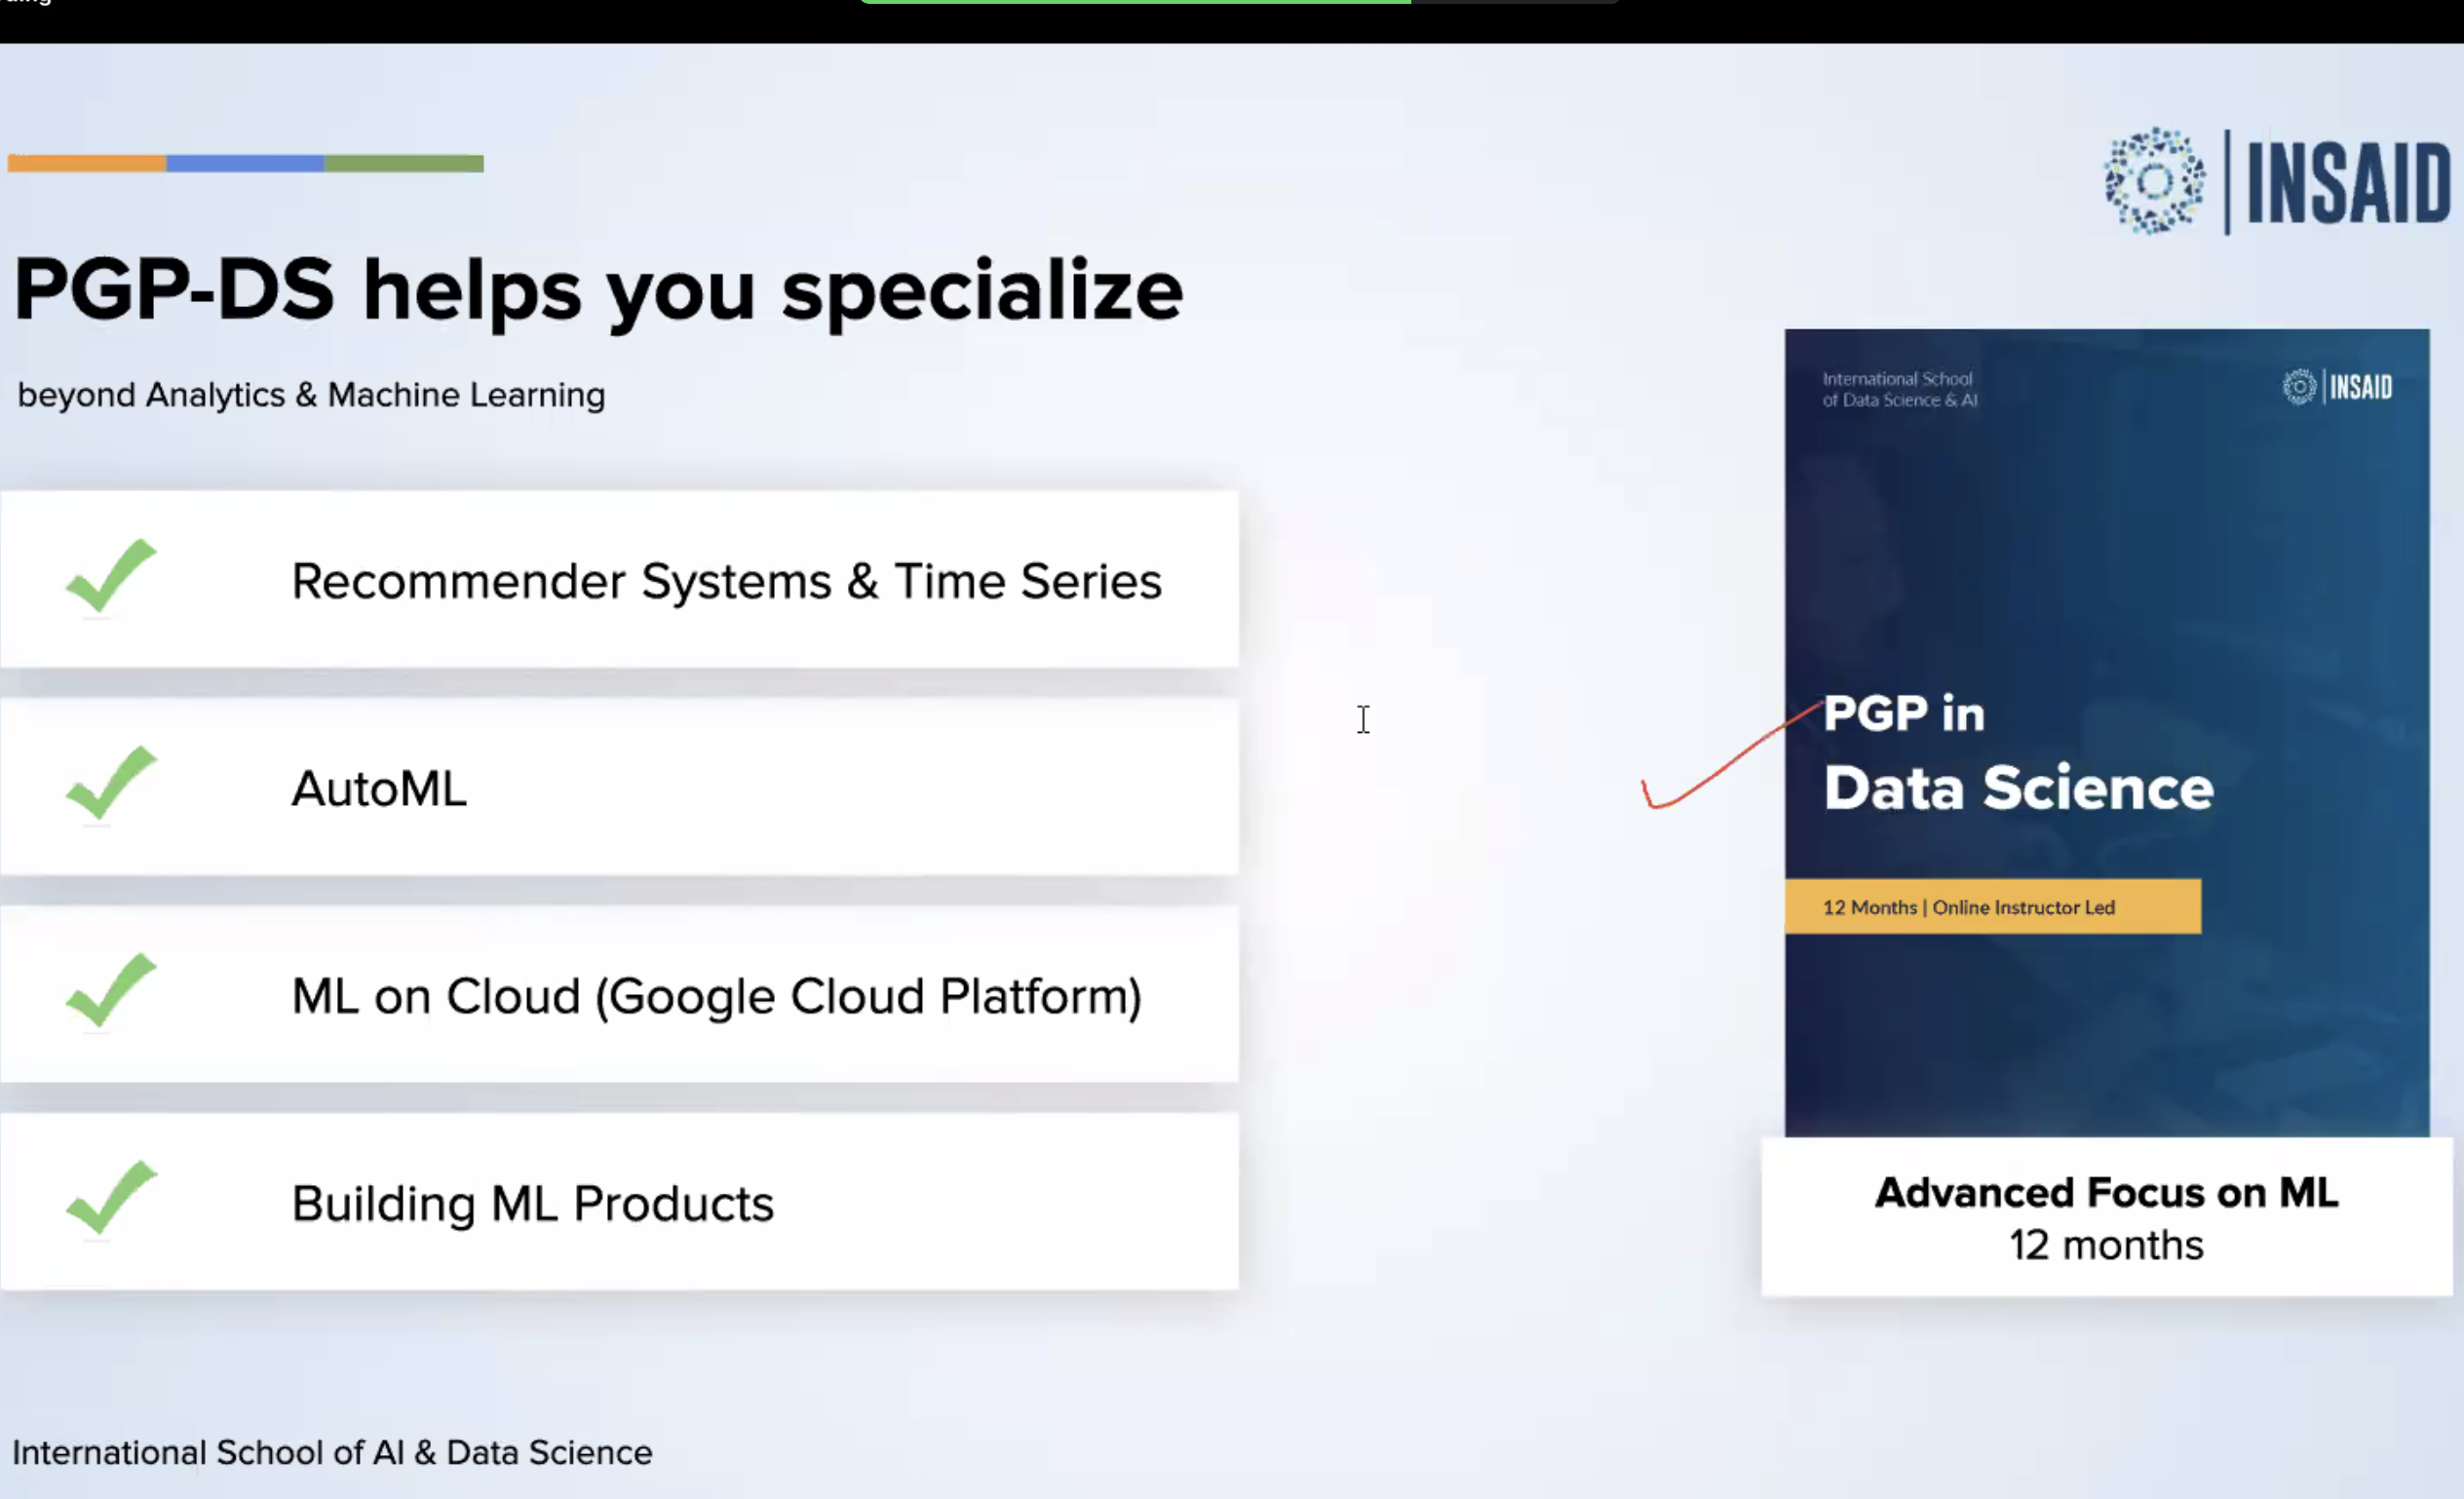 INSAID
PGP-DS helps you specialize
beyond Analytics & Machine Learning
Recommender Systems & Time Series
AutoML
ML on Cloud (Google Cloud Platform)
Building ML Products
International School
of Data Science & AI
INSAID
PGP in
Data Science
12 Months | Online Instructor Led
Advanced Focus on ML
12 months
International School of AI & Data Science